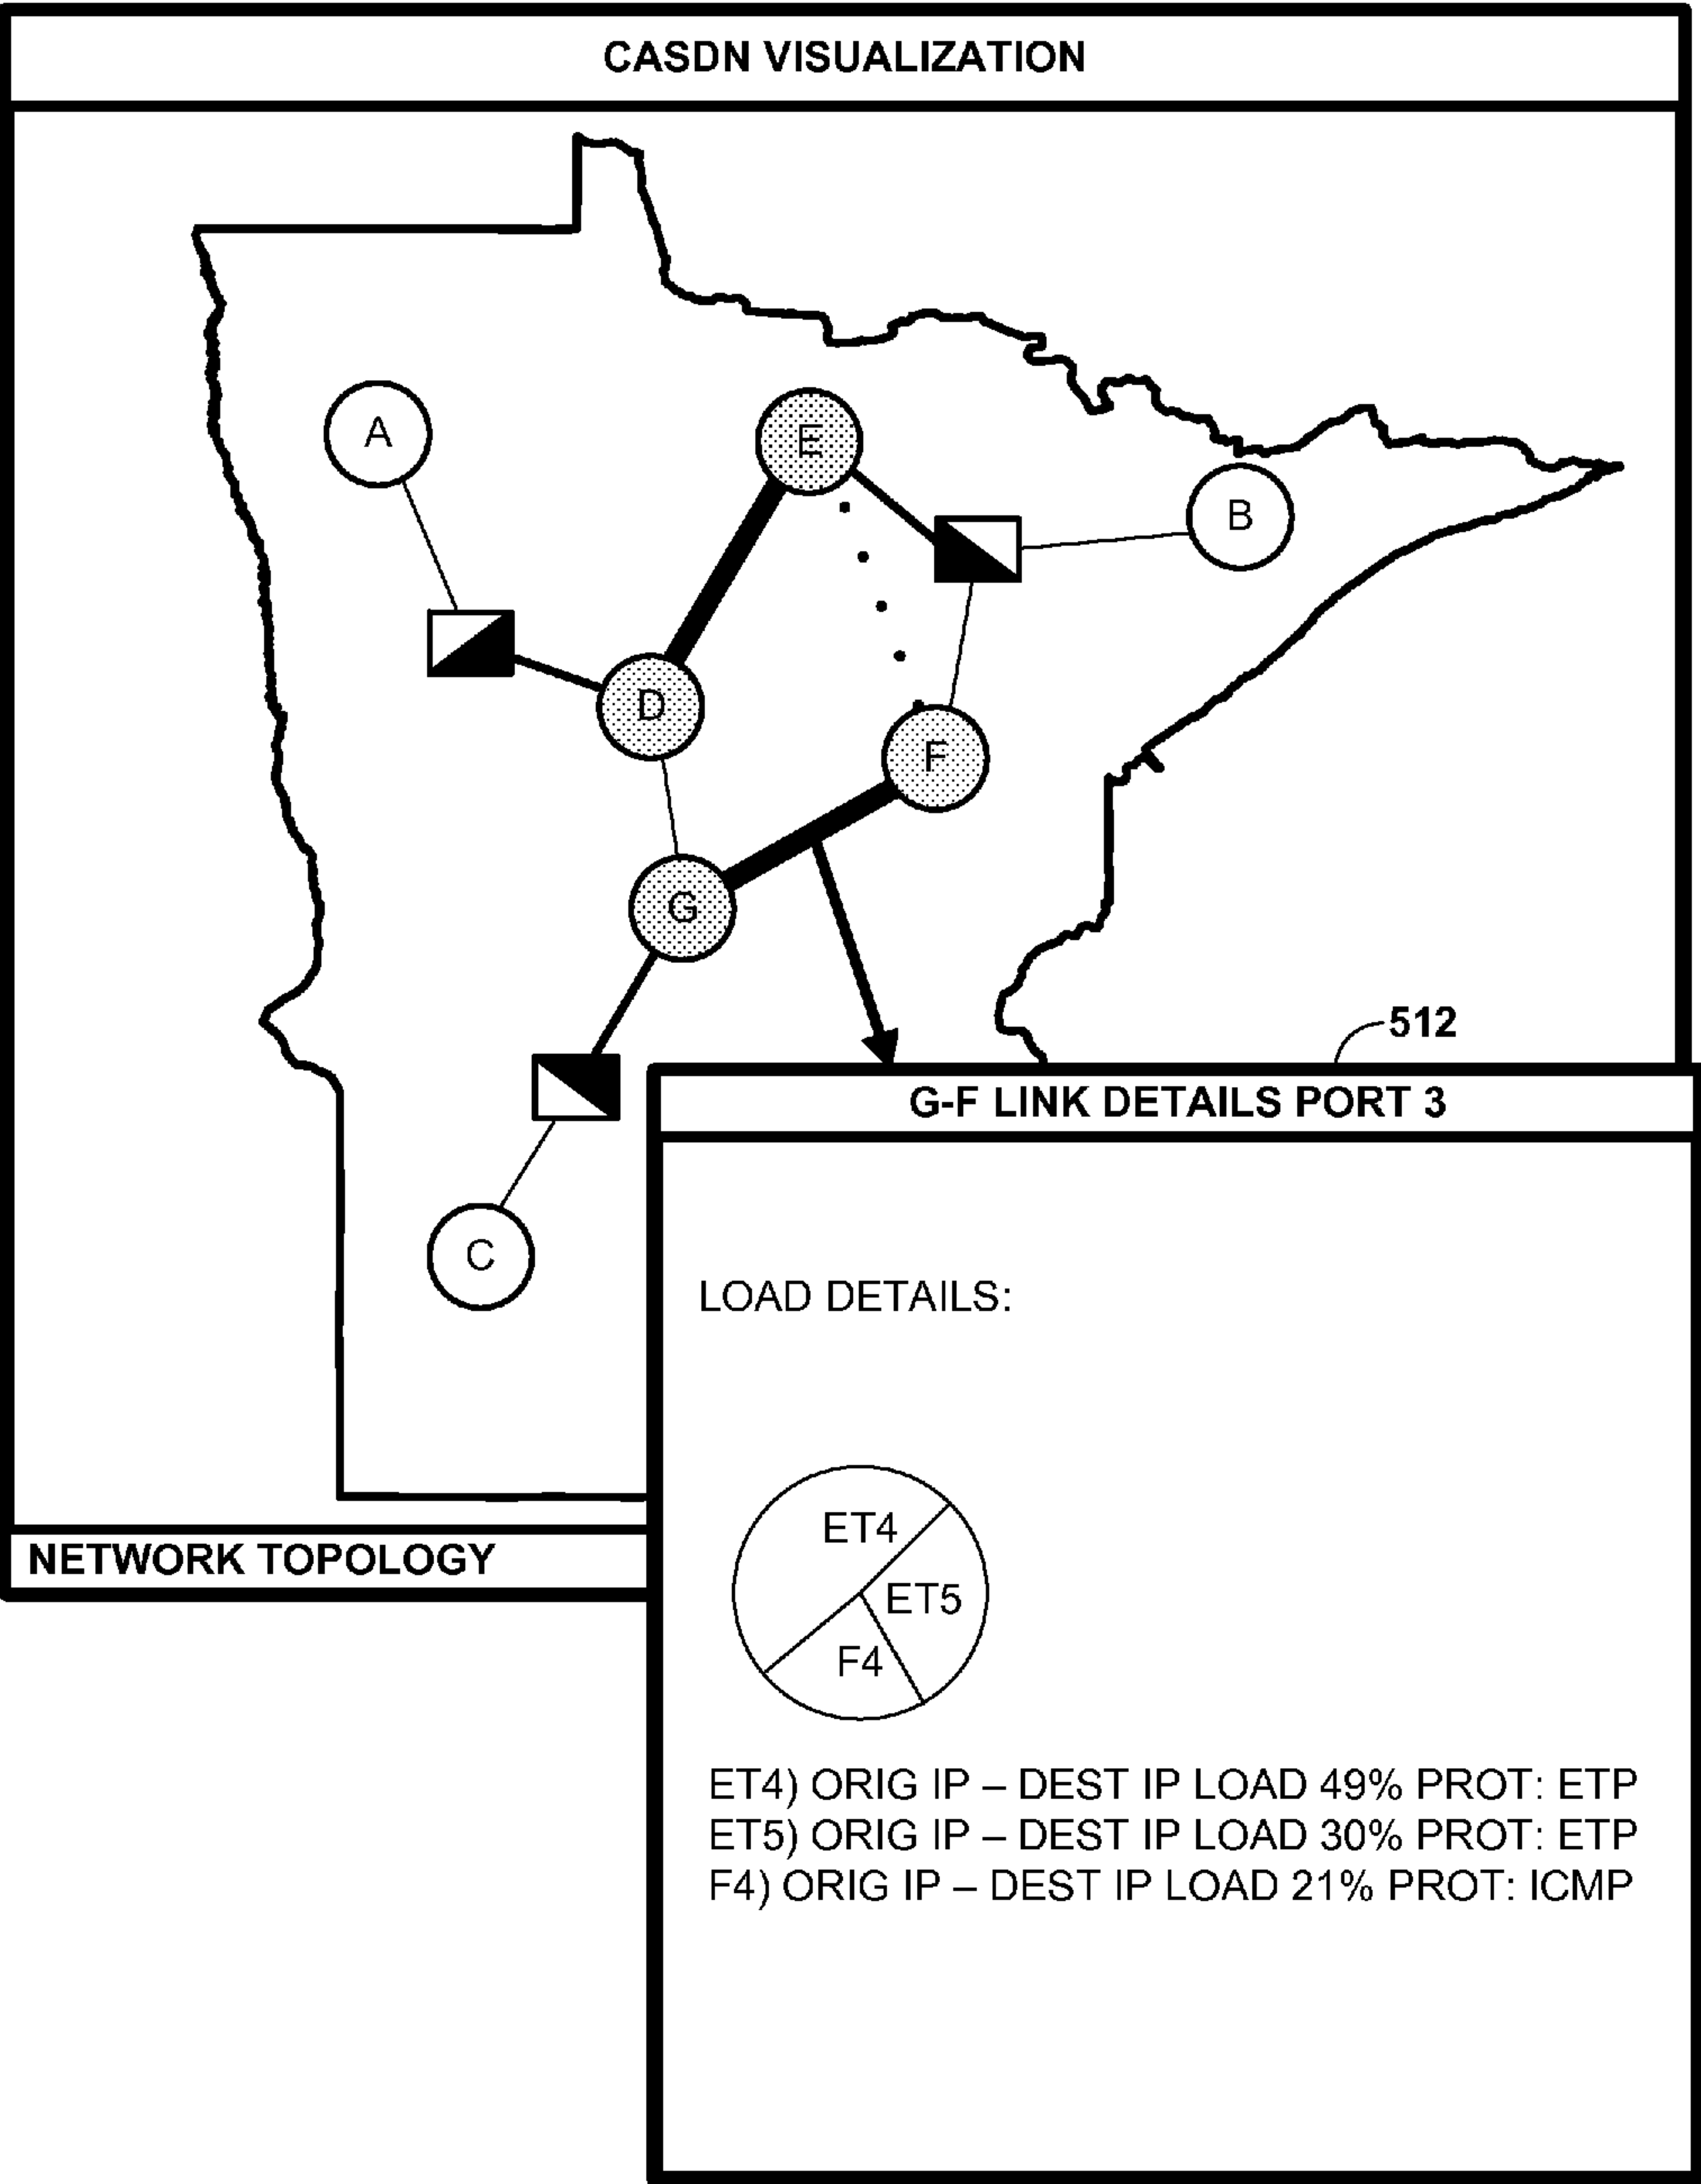 CASDN VISUALIZATION
A
E
B
D
F
G
512
G-F LINK DETAILS PORT 3
C
LOAD DETAILS:
ET4
NETWORK TOPOLOGY
ET5
F4
ET4) ORIG IP – DEST IP LOAD 49% PROT: ETP
ET5) ORIG IP – DEST IP LOAD 30% PROT: ETP
F4) ORIG IP – DEST IP LOAD 21% PROT: ICMP